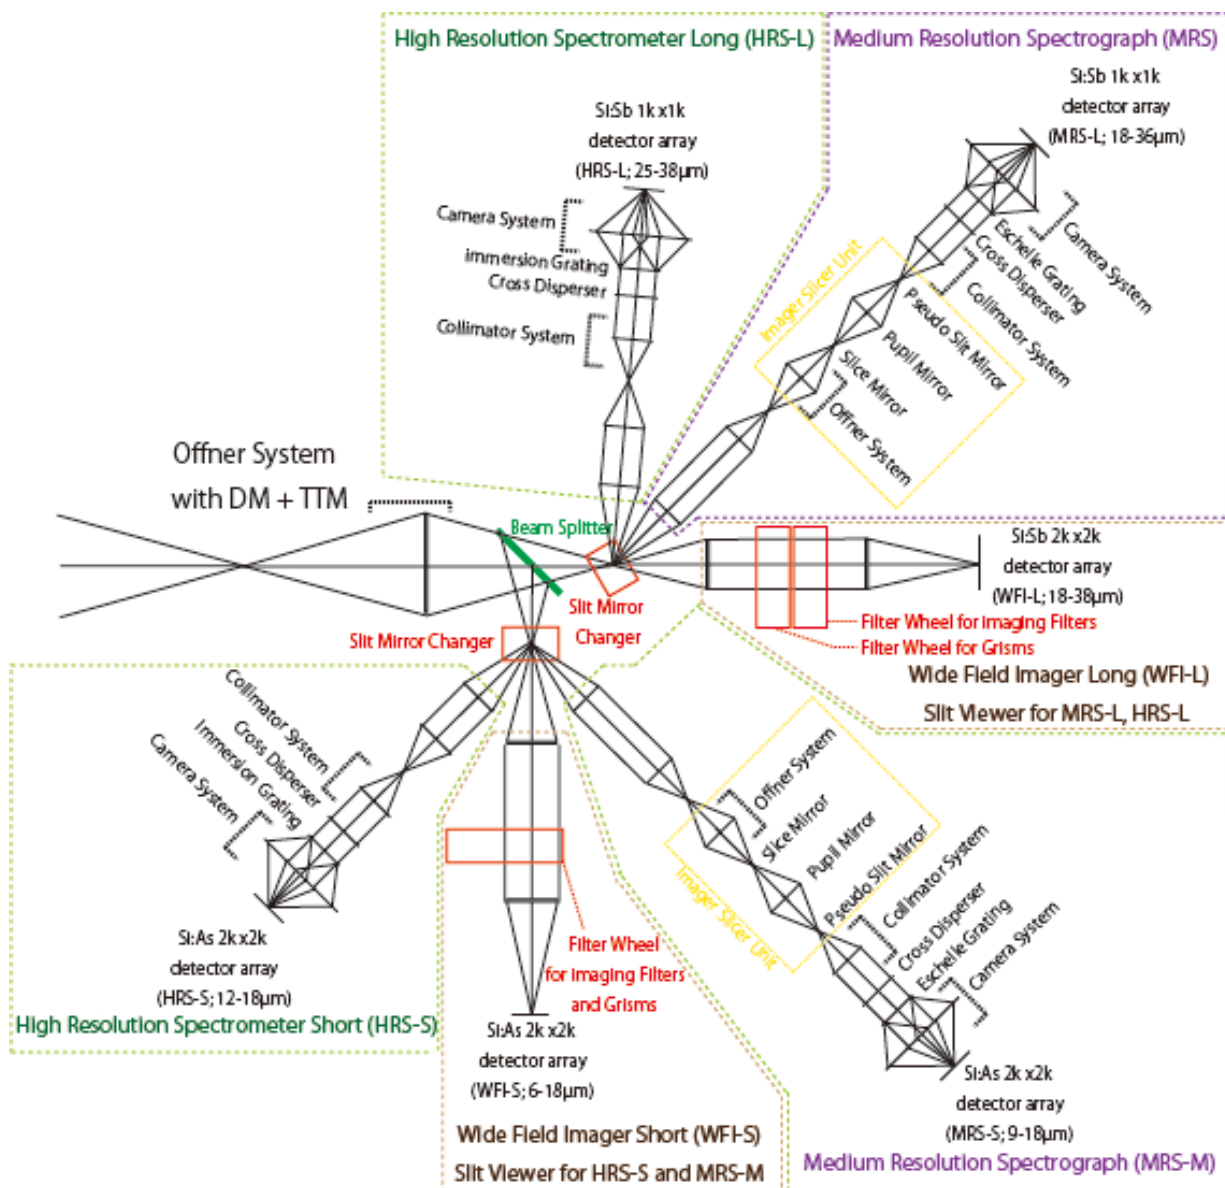 High Resolution Spectrometer Long (HRS-L)
Si:Sb 1k x1k
detector array
(HRS-L; 25-38μm)
Camera System
immersion Grating
Cross Disperser
Collimator System
Medium Resolution Spectrograph (MRS)
Si:Sb 1k x1k
detector array
(MRS-L; 18-36μm)
Camera System
Eschelle Grating
Cross Disperser
Collimator System
Imager Slicer Unit
Pseudo Slit Mirror
Pupil Mirror
Slice Mirror
Offner System
Offner System
with DM + TTM
Beam Splitter
Slit Mirror
Changer
Slit Mirror Changer
Si:Sb 2k x2k
detector array
(WFI-L; 18-38μm)
Filter Wheel for imaging Filters
Filter Wheel for Grisms
Wide Field Imager Long (WFI-L)
Slit Viewer for MRS-L, HRS-L
Collimator System
Cross Disperser
Immersion Grating
Camera System
Si:As 2k x2k
detector array
(HRS-S; 12-18μm)
High Resolution Spectrometer Short (HRS-S)
Filter Wheel
for imaging Filters
and Grisms
Si:As 2k x2k
detector array
(WFI-S; 6-18μm)
Wide Field Imager Short (WFI-S)
Slit Viewer for HRS-S and MRS-M
Offner System
Slice Mirror
Pupil Mirror
Pseudo Slit Mirror
Imager Slicer Unit
Collimator System
Cross Disperser
Eschelle Grating
Camera System
Si:As 2k x2k
detector array
(MRS-S; 9-18μm)
Medium Resolution Spectrograph (MRS-M)